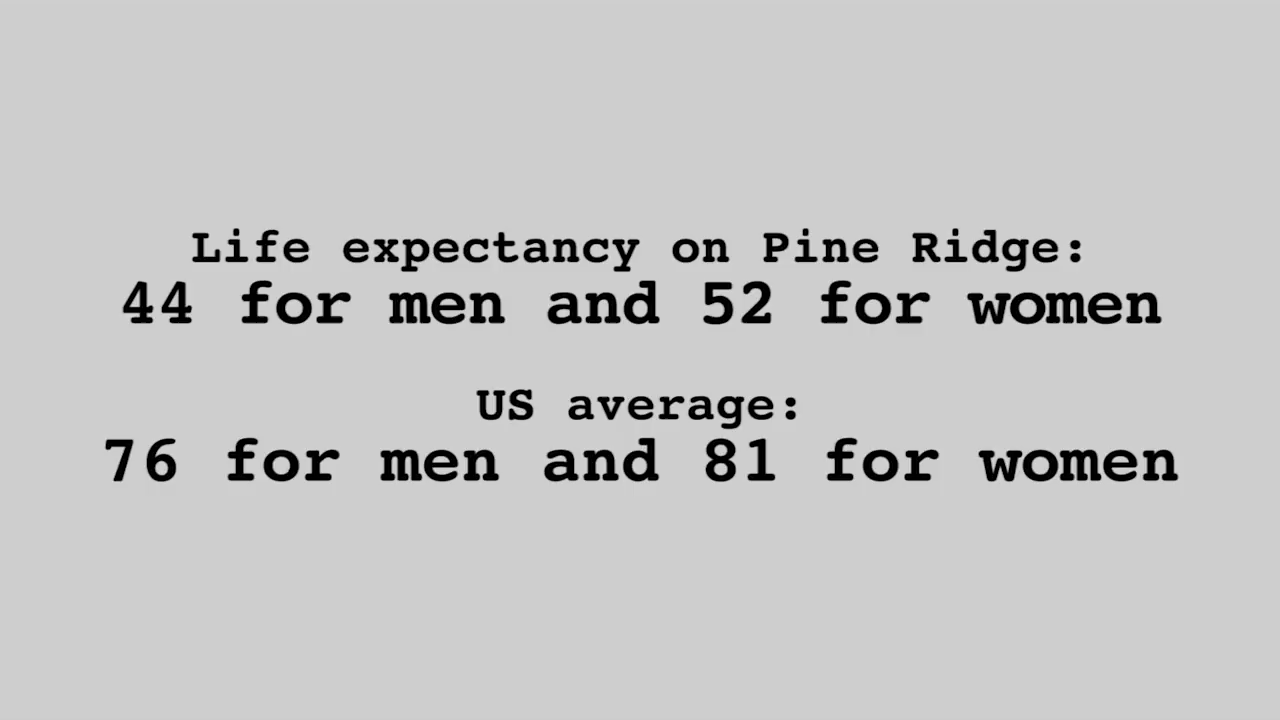 Life expectancy on Pine Ridge:
44 for men and 52 for women
US average:
76 for men and 81 for women